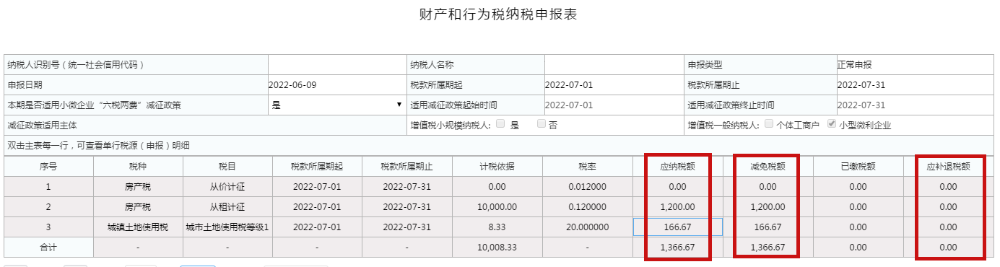 财产和行为税纳税申报表
纳税人识别号（统一社会信用代码） 纳税人名称 申报类型 正常申报
申报日期 2022-06-09 税款所属期起 2022-07-01 税款所属期止 2022-07-31
本期是否适用小微企业“六税两费”减征政策 是 适用减征政策起始时间 2022-07-01 适用减征政策终止时间 2022-07-31
减征政策适用主体 增值税小规模纳税人: 是 否 增值税一般纳税人: 个体工商户 小型微利企业
双击主表每一行，可查看单行税源（申报）明细
序号 税种 税目 税款所属期起 税款所属期止 计税依据 税率 应纳税额 减免税额 已缴税额 应补退税额
1 房产税 从价计征 2022-07-01 2022-07-31 0.00 0.012000 0.00 0.00 0.00 0.00
2 房产税 从租计征 2022-07-01 2022-07-31 10,000.00 0.120000 1,200.00 1,200.00 0.00 0.00
3 城镇土地使用税 城市土地使用税等级1 2022-07-01 2022-07-31 8.33 20.000000 166.67 166.67 0.00 0.00
合计 - - - - 10,008.33 - 1,366.67 1,366.67 0.00 0.00